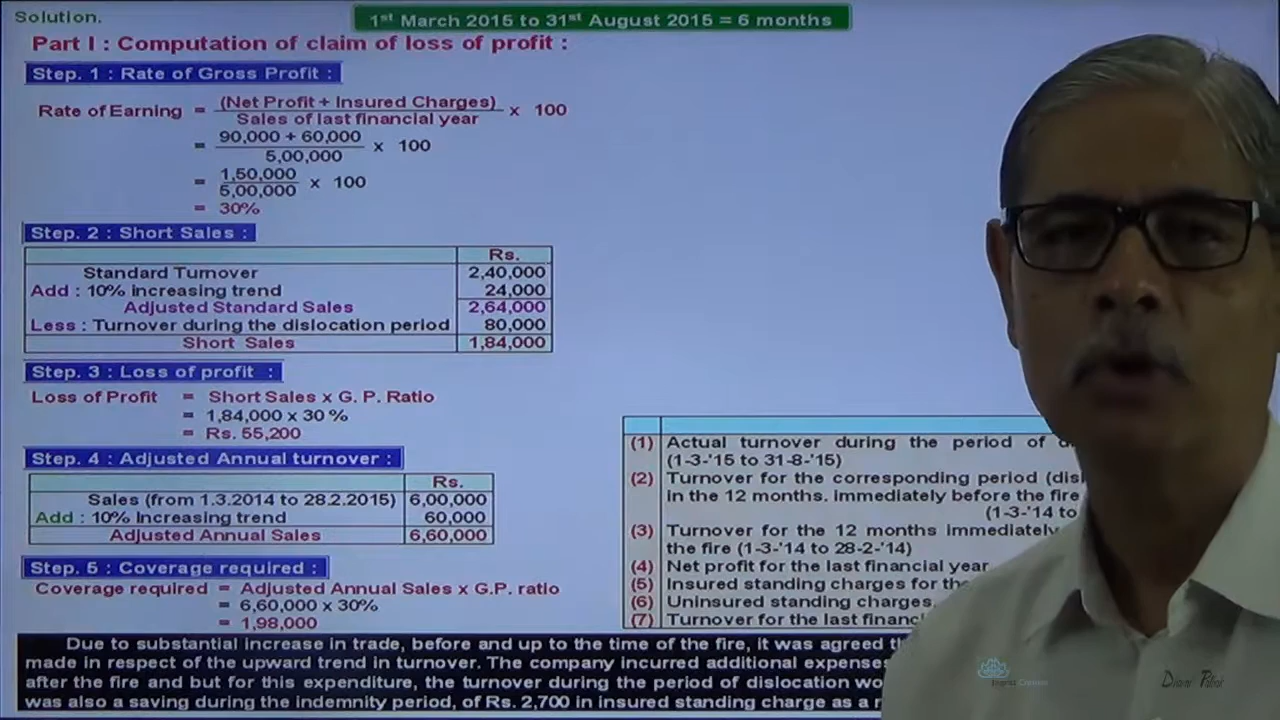 Solution.
1st March 2015 to 31st August 2015 = 6 months
Part I : Computation of claim of loss of profit :
Step. 1 : Rate of Gross Profit :
Rate of Earning = (Net Profit + Insured Charges) / Sales of last financial year x 100
= 90,000 + 60,000 / 5,00,000 x 100
= 1,50,000 / 5,00,000 x 100
= 30%
Step. 2 : Short Sales :
Rs.
Standard Turnover 2,40,000
Add : 10% increasing trend 24,000
Adjusted Standard Sales 2,64,000
Less : Turnover during the dislocation period 80,000
Short Sales 1,84,000
Step. 3 : Loss of profit :
Loss of Profit = Short Sales x G. P. Ratio
= 1,84,000 x 30 %
= Rs. 55,200
Step. 4 : Adjusted Annual turnover :
Rs.
Sales (from 1.3.2014 to 28.2.2015) 6,00,000
Add : 10% Increasing trend 60,000
Adjusted Annual Sales 6,60,000
Step. 5 : Coverage required :
Coverage required = Adjusted Annual Sales x G.P. ratio
= 6,60,000 x 30%
= 1,98,000
(1) Actual turnover during the period of
(1-3-'15 to 31-8-'15)
(2) Turnover for the corresponding period
in the 12 months. immediately before the fire
(1-3-'14 to
(3) Turnover for the 12 months immediately
the fire (1-3-'14 to 28-2-'14)
(4) Net profit for the last financial year
(5) Insured standing charges for the
(6) Uninsured standing charges.
(7) Turnover for the last
Due to substantial increase in trade, before and up to the time of the fire, it was agreed
made in respect of the upward trend in turnover. The company incurred additional expenses
after the fire and but for this expenditure, the turnover during the period of dislocation
was also a saving during the indemnity period, of Rs. 2,700 in insured standing charge as a